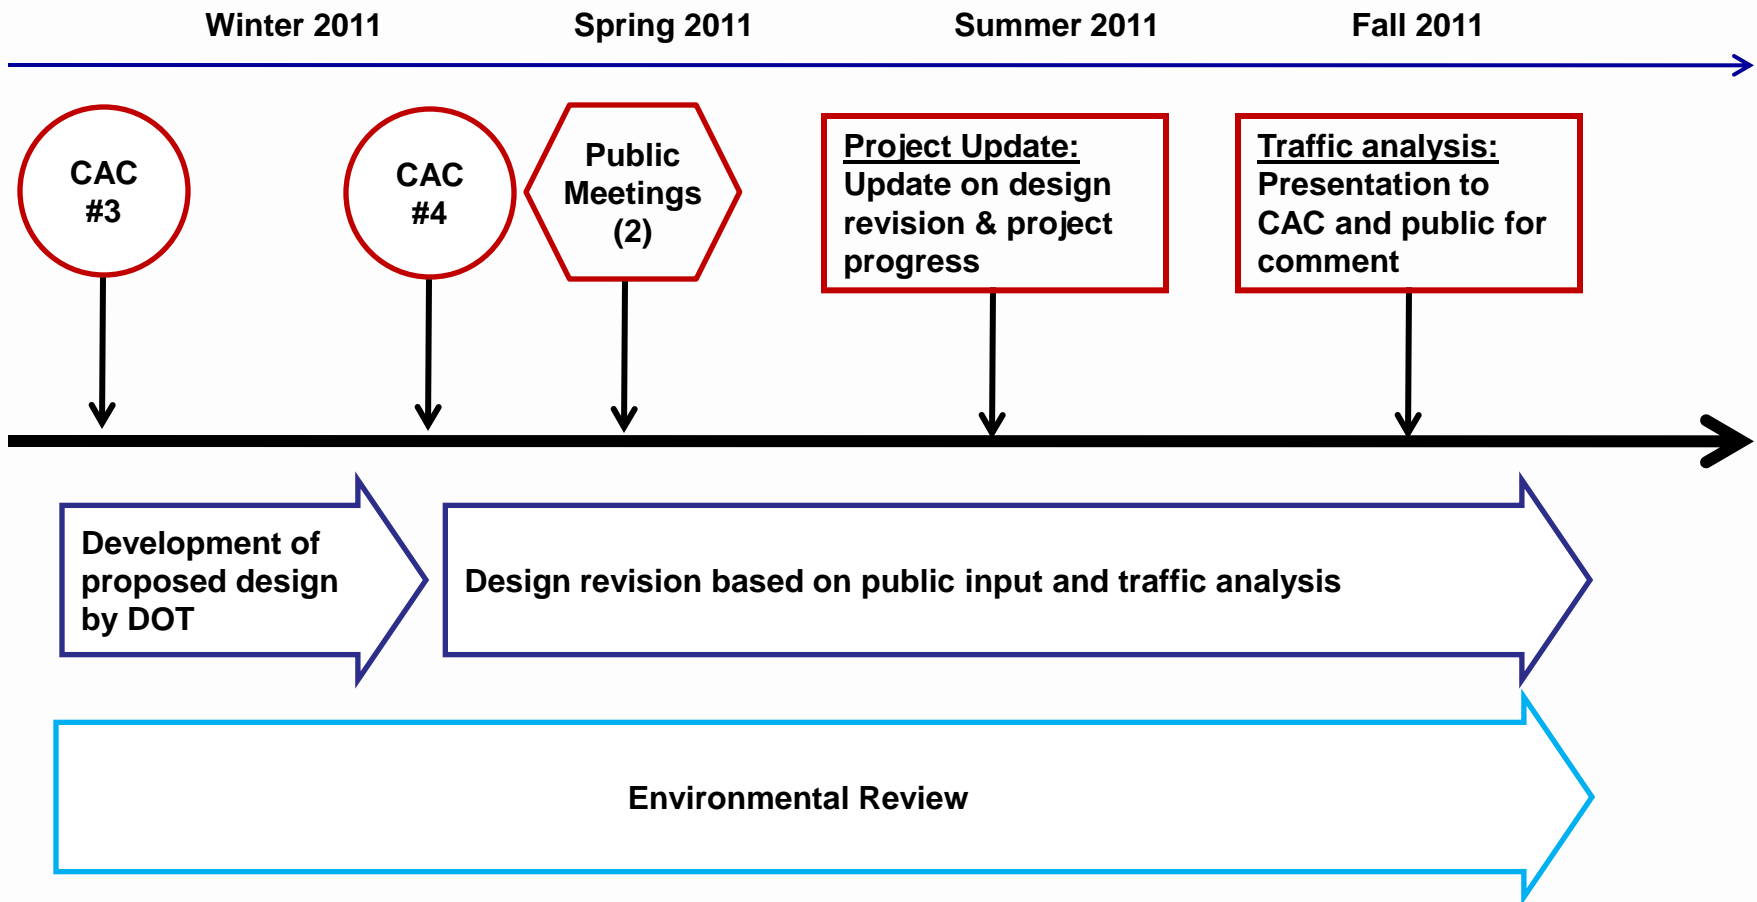 Winter 2011
Spring 2011
Summer 2011
Fall 2011
CAC
#3
CAC
#4
Public
Meetings
(2)
Project Update:
Update on design
revision & project
progress
Traffic analysis:
Presentation to
CAC and public for
comment
Development of
proposed design
by DOT
Design revision based on public input and traffic analysis
Environmental Review